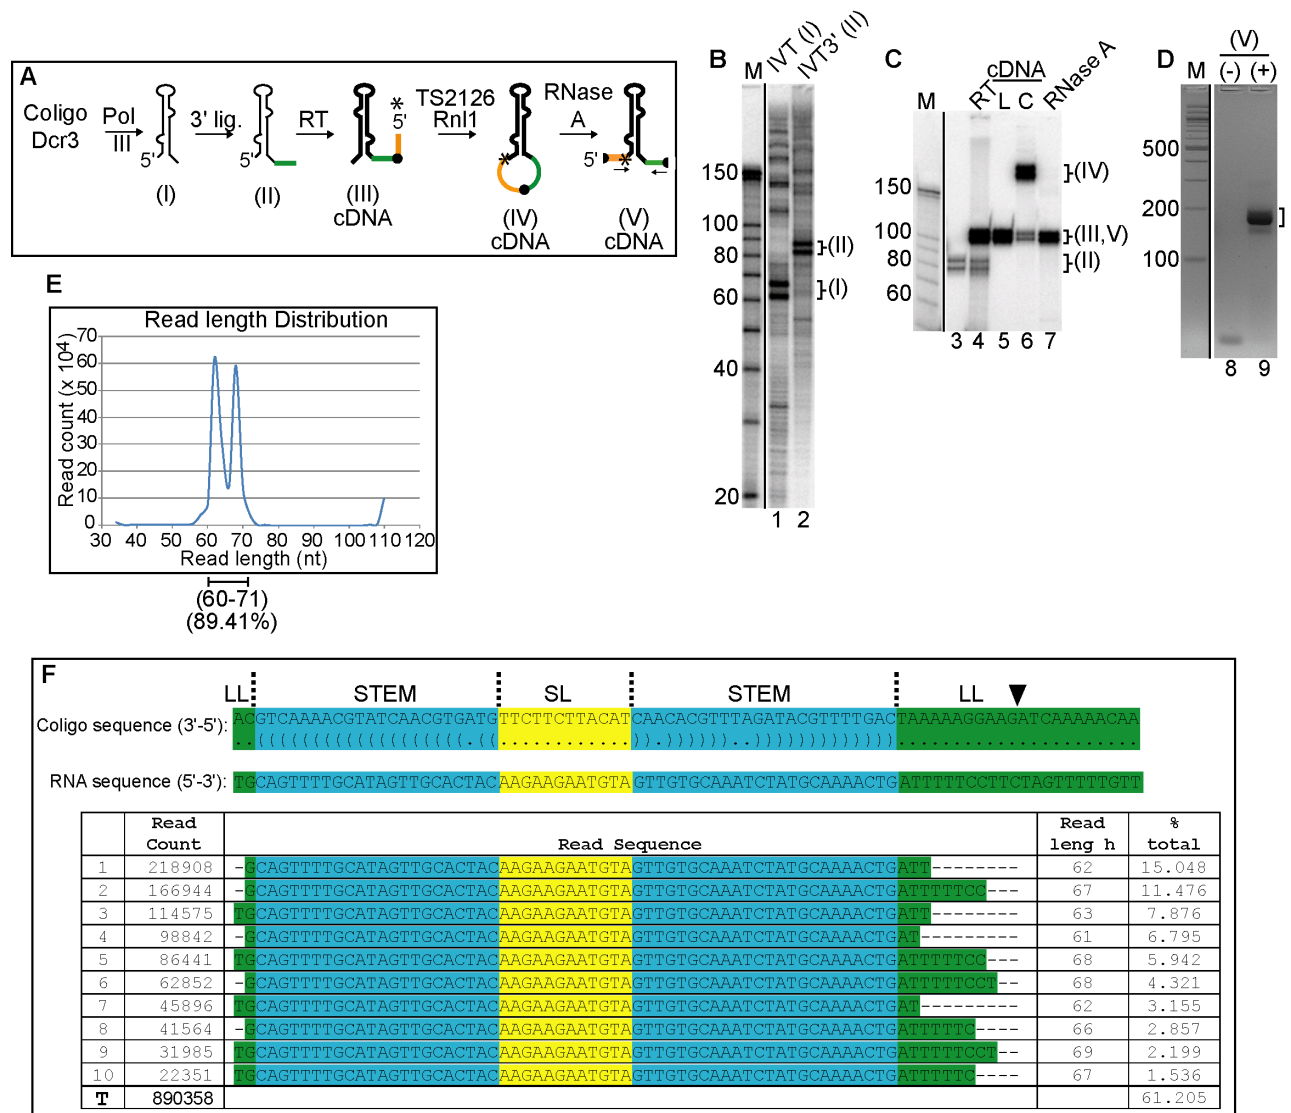 A
Coligo
Dcr3
Pol
III
5'
(I)
3' lig.
5'
(II)
RT
*
5'
(III)
cDNA
TS2126
Rnl1
*
(IV)
cDNA
RNase
A
5'
*
(V)
cDNA
B
M
IVT (I)
IVT3' (II)
150
100
80
60
40
20
(II)
(I)
1 2
C
M
RT
cDNA
L C
RNase A
150
100
80
60
(IV)
(III,V)
(II)
3 4 5 6 7
D
(V)
M (-) (+)
500
200
100
8 9
E
Read length Distribution
Read count (x 10⁴)
70
60
50
40
30
20
10
0
30 40 50 60 70 80 90 100 110 120
Read length (nt)
(60-71)
(89.41%)
F
LL STEM SL STEM LL
Coligo sequence (3'-5'): ACGTCAAAACGTATCAACGTGATGTTCTTCTTACATCAACACGTTTAGATACGTTTTGACTAAAAAGGAAGATCAAAAACAA
..((((((((((((((((((((.((............)).))))))..)))))))))))))))......................
RNA sequence (5'-3'): TGCAGTTTTGCATAGTTGCACTACAAGAAGAATGTAGTTGTGCAAATCTATGCAAAACTGATTTTTCCTTCTAGTTTTTGTT
Read Count Read Sequence Read leng h % total
1 218908 -GCAGTTTTGCATAGTTGCACTACAAGAAGAATGTAGTTGTGCAAATCTATGCAAAACTGATT-------- 62 15.048
2 166944 -GCAGTTTTGCATAGTTGCACTACAAGAAGAATGTAGTTGTGCAAATCTATGCAAAACTGATTTTTCC--- 67 11.476
3 114575 TGCAGTTTTGCATAGTTGCACTACAAGAAGAATGTAGTTGTGCAAATCTATGCAAAACTGATT-------- 63 7.876
4 98842 -GCAGTTTTGCATAGTTGCACTACAAGAAGAATGTAGTTGTGCAAATCTATGCAAAACTGAT--------- 61 6.795
5 86441 TGCAGTTTTGCATAGTTGCACTACAAGAAGAATGTAGTTGTGCAAATCTATGCAAAACTGATTTTTCC--- 68 5.942
6 62852 -GCAGTTTTGCATAGTTGCACTACAAGAAGAATGTAGTTGTGCAAATCTATGCAAAACTGATTTTTCCT-- 68 4.321
7 45896 TGCAGTTTTGCATAGTTGCACTACAAGAAGAATGTAGTTGTGCAAATCTATGCAAAACTGAT--------- 62 3.155
8 41564 -GCAGTTTTGCATAGTTGCACTACAAGAAGAATGTAGTTGTGCAAATCTATGCAAAACTGATTTTTC---- 66 2.857
9 31985 TGCAGTTTTGCATAGTTGCACTACAAGAAGAATGTAGTTGTGCAAATCTATGCAAAACTGATTTTTCCT-- 69 2.199
10 22351 TGCAGTTTTGCATAGTTGCACTACAAGAAGAATGTAGTTGTGCAAATCTATGCAAAACTGATTTTTC---- 67 1.536
T 890358 61.205